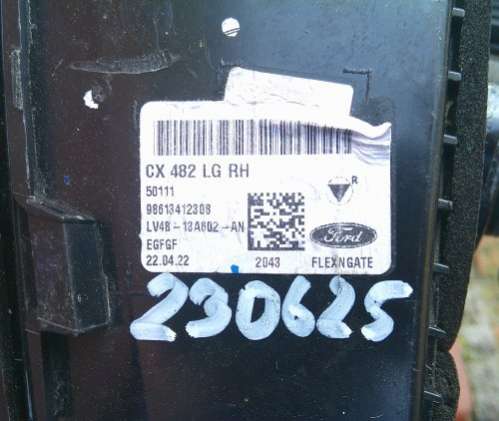 CX 482 LG RH
50111
98613412308
LV4B-13A602-AN
EGFGF
22.04.22
2043
R
Ford
FLEXNGATE
230625